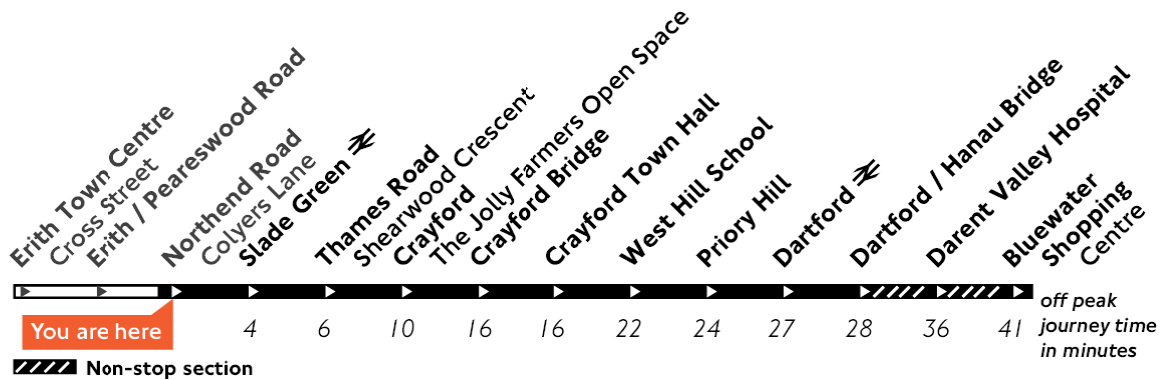 Erith Town Centre
Cross Street
Erith / Peareswood Road
Northend Road
Colyers Lane
Slade Green
Thames Road
Shearwood Crescent
Crayford
The Jolly Farmers Open Space
Crayford Bridge
Crayford Town Hall
West Hill School
Priory Hill
Dartford
Dartford / Hanau Bridge
Darent Valley Hospital
Bluewater
Shopping
Centre
You are here
4 6 10 16 16 22 24 27 28 36 41
off peak
journey time
in minutes
Non-stop section